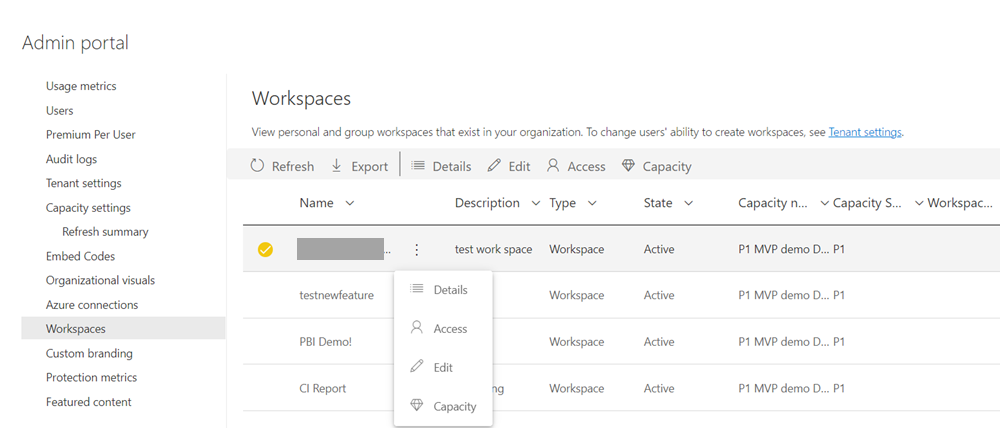 Admin portal
Usage metrics
Users
Premium Per User
Audit logs
Tenant settings
Capacity settings
Refresh summary
Embed Codes
Organizational visuals
Azure connections
Workspaces
Custom branding
Protection metrics
Featured content
Workspaces
View personal and group workspaces that exist in your organization. To change users' ability to create workspaces, see Tenant settings.
Refresh Export Details Edit Access Capacity
Name Description Type State Capacity n... Capacity S... Workspac...
... test work space Workspace Active P1 MVP demo D... P1
testnewfeature Workspace Active P1 MVP demo D... P1
PBI Demo! Workspace Active P1 MVP demo D... P1
CI Report ng Workspace Active P1 MVP demo D... P1
Details
Access
Edit
Capacity